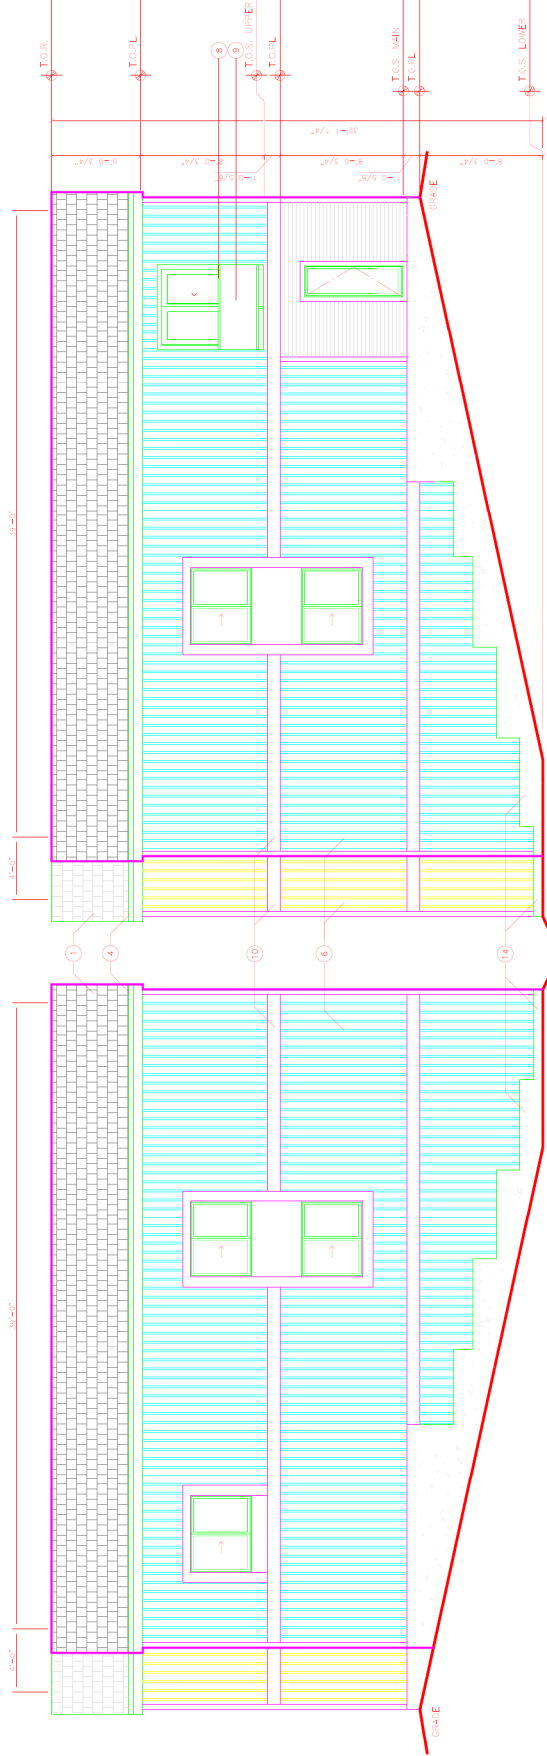 T.O.R.
T.O.PL
8
9
T.O.S. UPPER
T.O.PL
T.O.S. MAIN
T.O.PL
T.O.S. LOWER
32'-1 1/4"
5'-9 3/4"
8'-0 3/4"
1'-0 5/8"
8'-0 3/4"
1'-0 5/8"
8'-0 3/4"
GRADE
39'-0"
4'-0"
1
4
10
6
14
39'-0"
4'-0"
GRADE